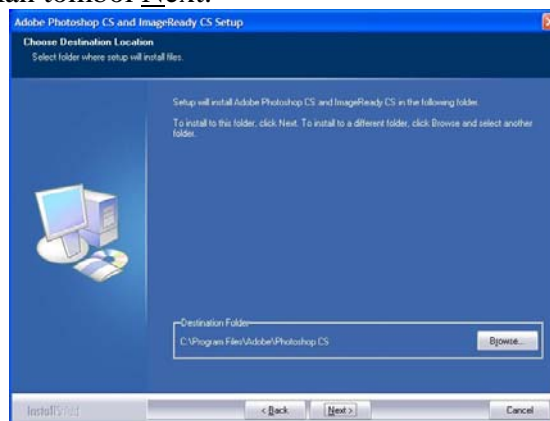 tombol Next.
Adobe Photoshop CS and ImageReady CS Setup
Choose Destination Location
Select folder where setup will install files.
Setup will install Adobe Photoshop CS and ImageReady CS in the following folder.
To install to this folder, click Next. To install to a different folder, click Browse and select another
folder.
Destination Folder
C:\Program Files\Adobe\Photoshop CS
Browse...
InstallShield
< Back
Next >
Cancel